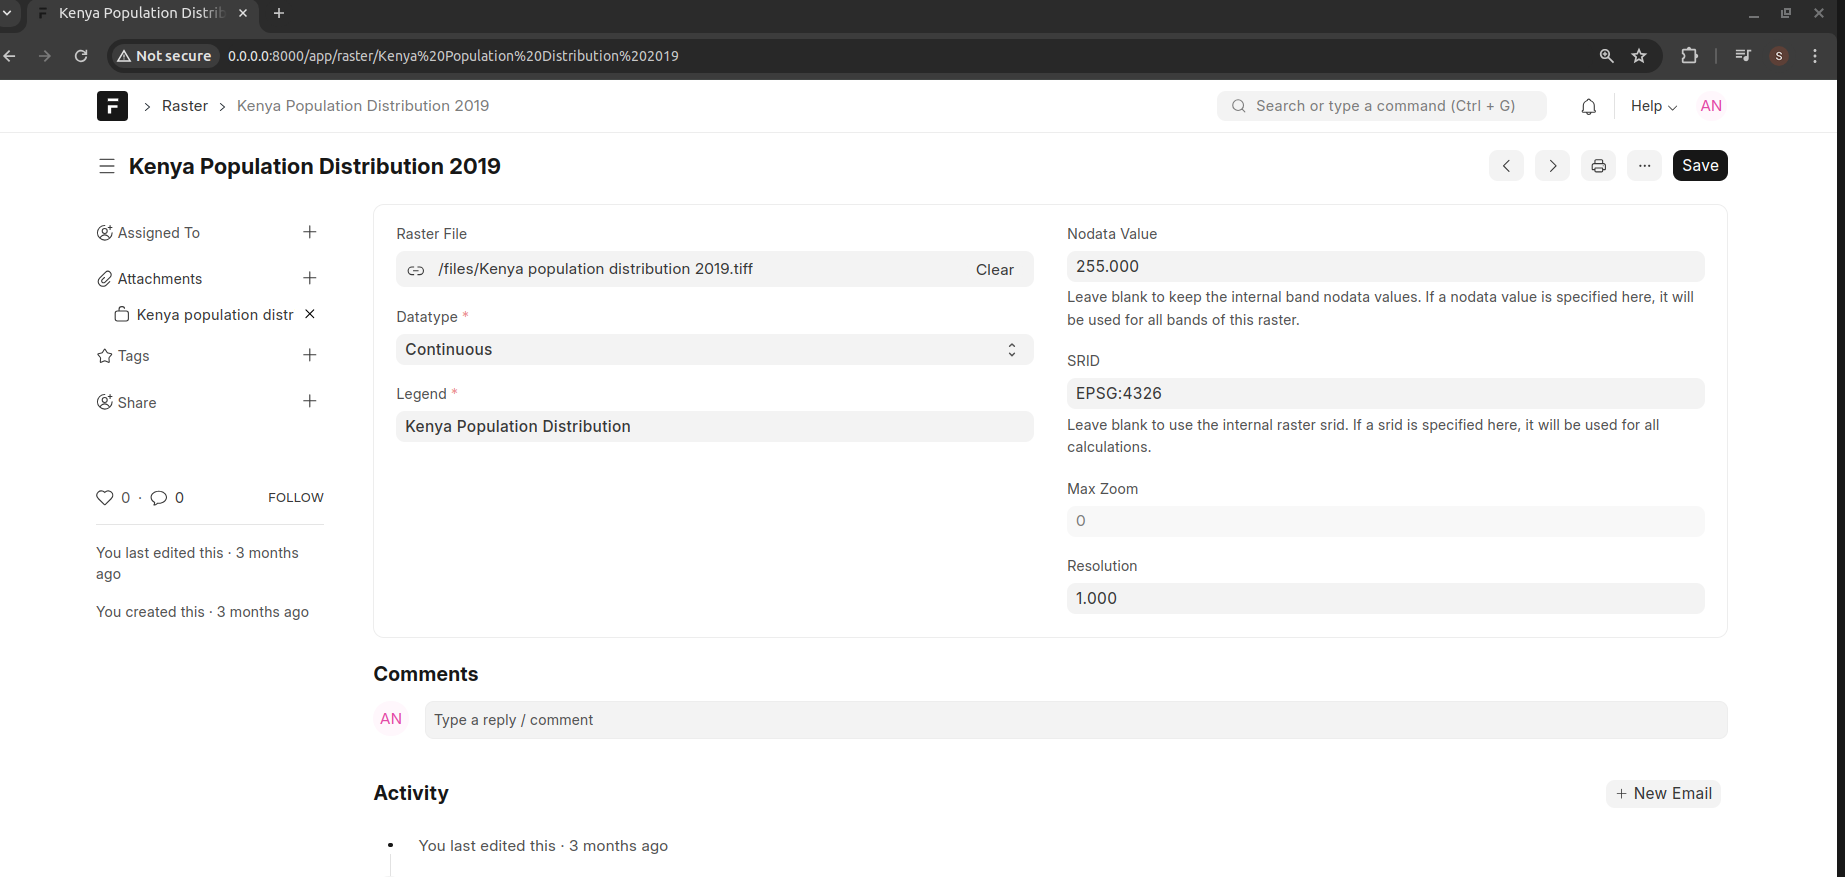 Kenya Population Distrib
Not secure 0.0.0.0:8000/app/raster/Kenya%20Population%20Distribution%202019
S
Raster Kenya Population Distribution 2019
Search or type a command (Ctrl + G)
Help AN
Kenya Population Distribution 2019
Save
Assigned To
Attachments
Kenya population distr
Tags
Share
0 · 0 FOLLOW
You last edited this · 3 months
ago
You created this · 3 months ago
Raster File
/files/Kenya population distribution 2019.tiff Clear
Datatype *
Continuous
Legend *
Kenya Population Distribution
Nodata Value
255.000
Leave blank to keep the internal band nodata values. If a nodata value is specified here, it will
be used for all bands of this raster.
SRID
EPSG:4326
Leave blank to use the internal raster srid. If a srid is specified here, it will be used for all
calculations.
Max Zoom
0
Resolution
1.000
Comments
AN Type a reply / comment
Activity
New Email
You last edited this · 3 months ago